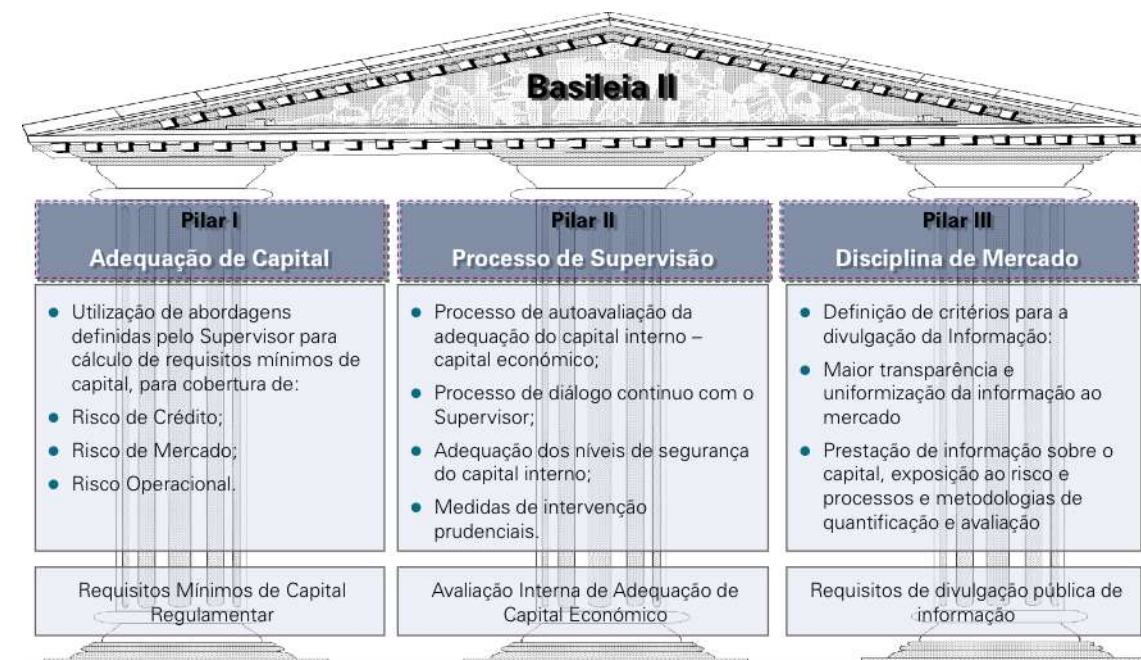 Basileia II
Pilar I
Adequação de Capital
• Utilização de abordagens
definidas pelo Supervisor para
cálculo de requisitos mínimos de
capital, para cobertura de:
• Risco de Crédito;
• Risco de Mercado;
• Risco Operacional.
Requisitos Mínimos de Capital
Regulamentar
Pilar II
Processo de Supervisão
• Processo de autoavaliação da
adequação do capital interno –
capital económico;
• Processo de diálogo continuo com o
Supervisor;
• Adequação dos níveis de segurança
do capital interno;
• Medidas de intervenção
prudenciais.
Avaliação Interna de Adequação de
Capital Económico
Pilar III
Disciplina de Mercado
• Definição de critérios para a
divulgação da Informação:
• Maior transparência e
uniformização da informação ao
mercado
• Prestação de informação sobre o
capital, exposição ao risco e
processos e metodologias de
quantificação e avaliação
Requisitos de divulgação pública de
informação